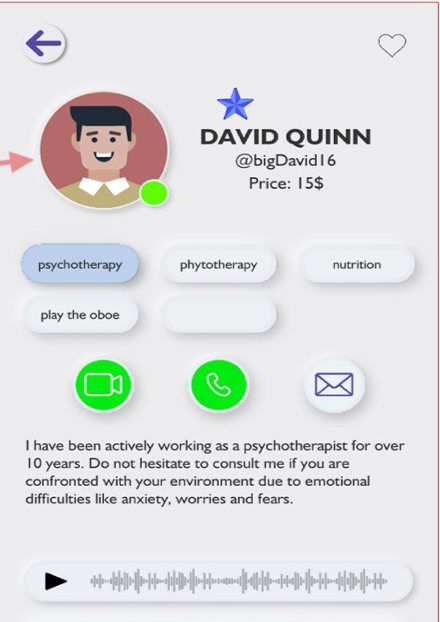 DAVID QUINN
@bigDavid16
Price: 15$
psychotherapy
phytotherapy
nutrition
play the oboe
I have been actively working as a psychotherapist for over
10 years. Do not hesitate to consult me if you are
confronted with your environment due to emotional
difficulties like anxiety, worries and fears.